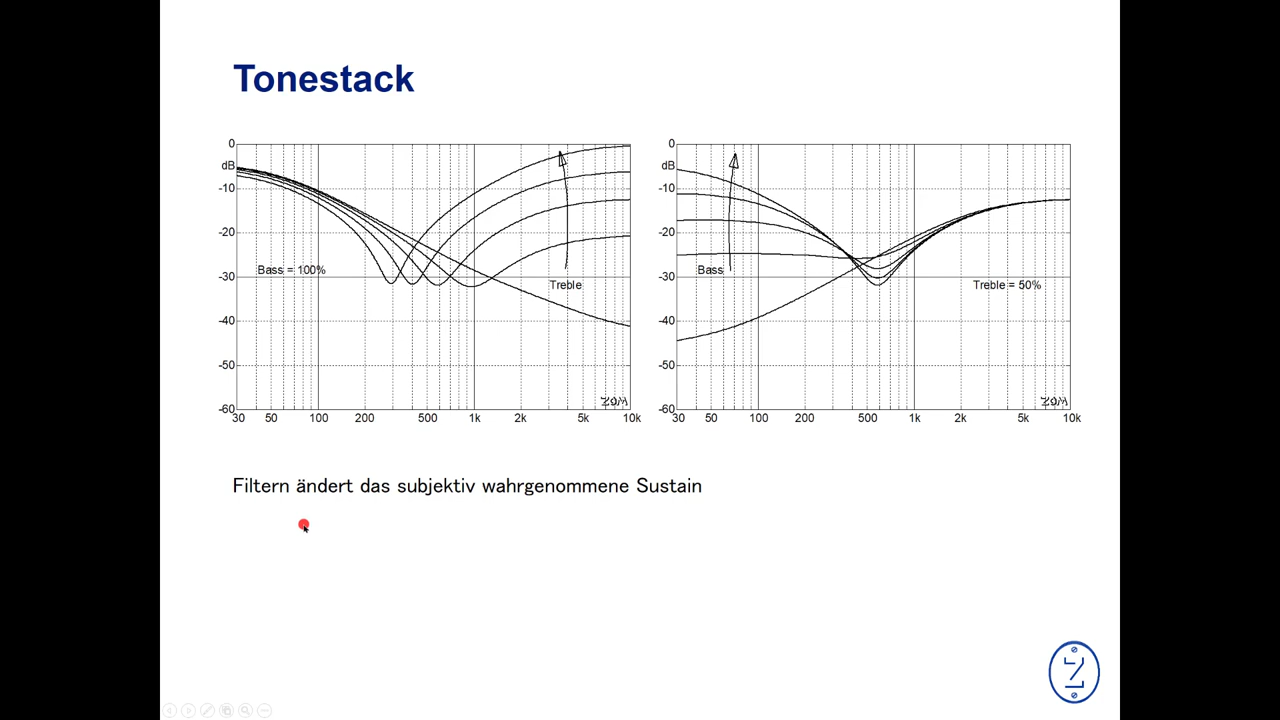 Tonestack
0
dB
-10
-20
-30
-40
-50
-60
Bass = 100%
Treble
30 50 100 200 500 1k 2k 5k 10k
0
dB
-10
-20
-30
-40
-50
-60
Bass
Treble = 50%
30 50 100 200 500 1k 2k 5k 10k
Filtern ändert das subjektiv wahrgenommene Sustain
Z